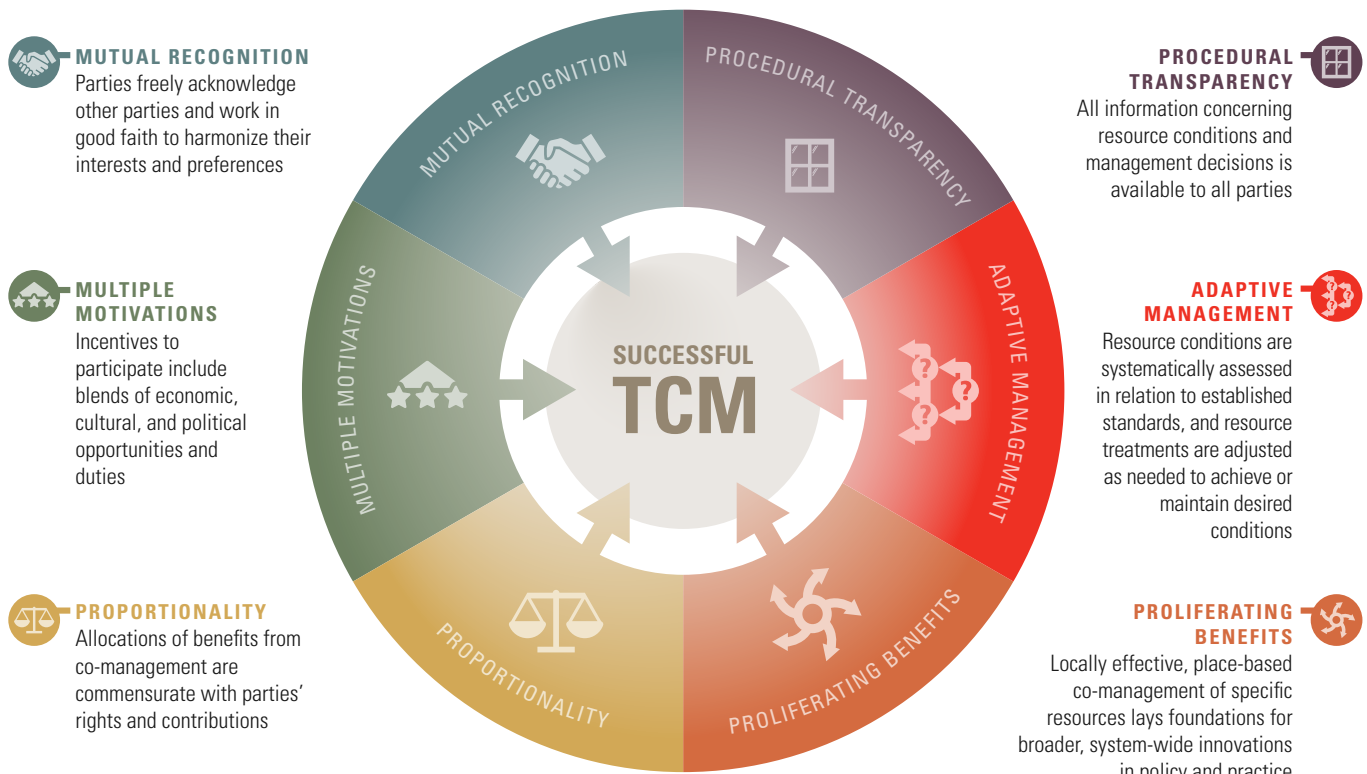 MUTUAL RECOGNITION
Parties freely acknowledge
other parties and work in
good faith to harmonize their
interests and preferences
MULTIPLE
MOTIVATIONS
Incentives to
participate include
blends of economic,
cultural, and political
opportunities and
duties
PROPORTIONALITY
Allocations of benefits from
co-management are
commensurate with parties’
rights and contributions
MUTUAL RECOGNITION
PROCEDURAL TRANSPARENCY
MULTIPLE MOTIVATIONS
ADAPTIVE MANAGEMENT
?
?
?
SUCCESSFUL
TCM
PROPORTIONALITY
PROLIFERATING BENEFITS
PROCEDURAL
TRANSPARENCY
All information concerning
resource conditions and
management decisions is
available to all parties
ADAPTIVE
MANAGEMENT
?
?
?
Resource conditions are
systematically assessed
in relation to established
standards, and resource
treatments are adjusted
as needed to achieve or
maintain desired
conditions
PROLIFERATING
BENEFITS
Locally effective, place-based
co-management of specific
resources lays foundations for
broader, system-wide innovations
in policy and practice